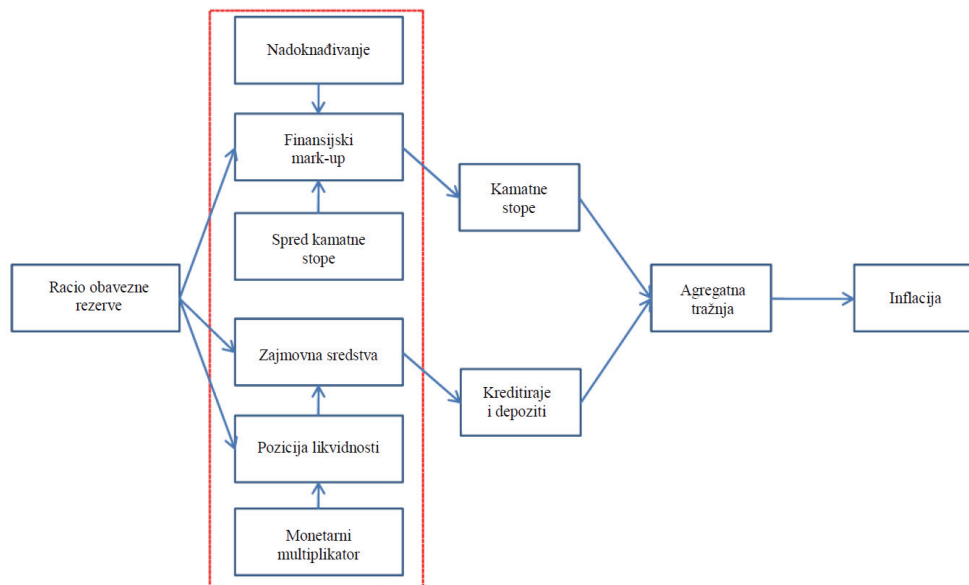 Nadoknađivanje
Finansijski
mark-up
Kamatne
stope
Spred kamatne
stope
Racio obavezne
rezerve
Agregatna
tražnja
Inflacija
Zajmovna sredstva
Kreditiraje
i depoziti
Pozicija likvidnosti
Monetarni
multiplikator